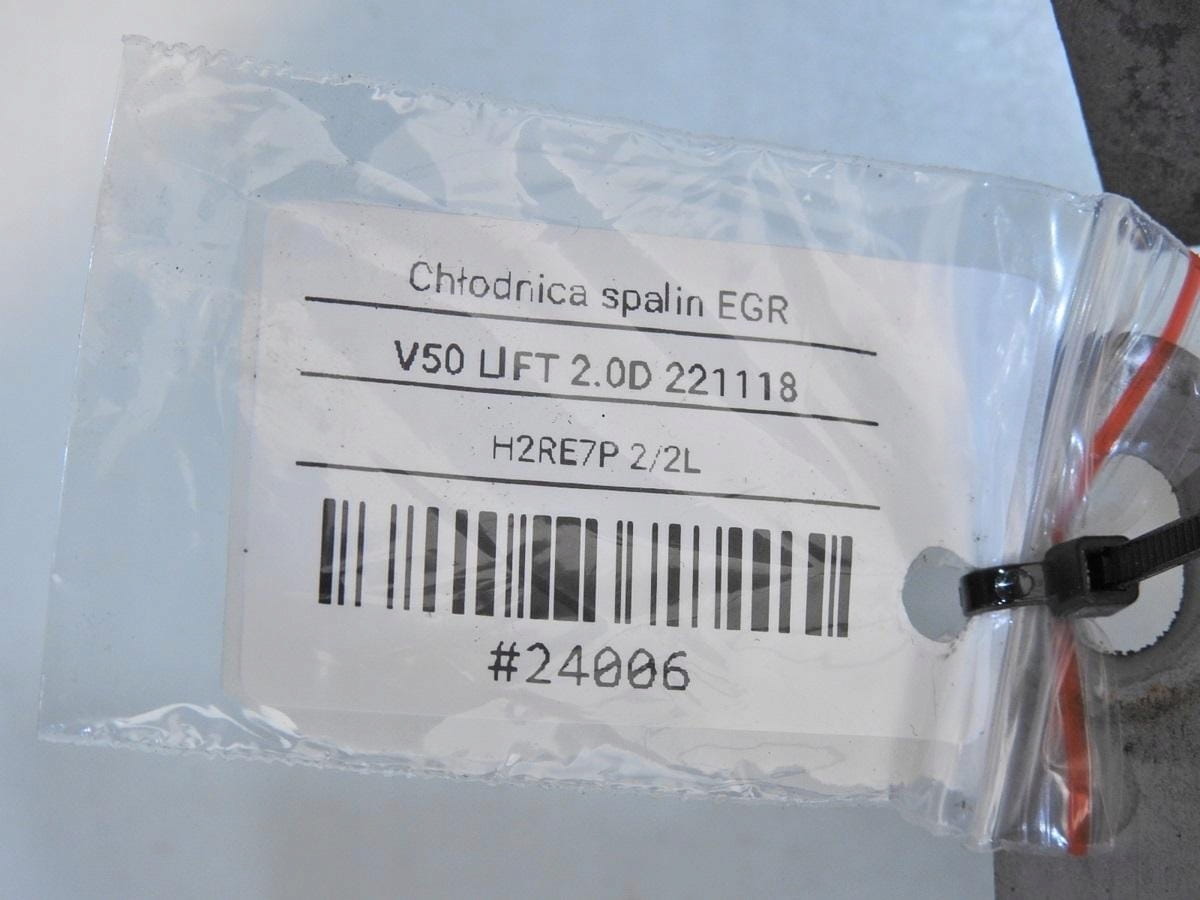 Chłodnica spalin EGR
V50 LIFT 2.0D 221118
H2RE7P 2/2L
#24006